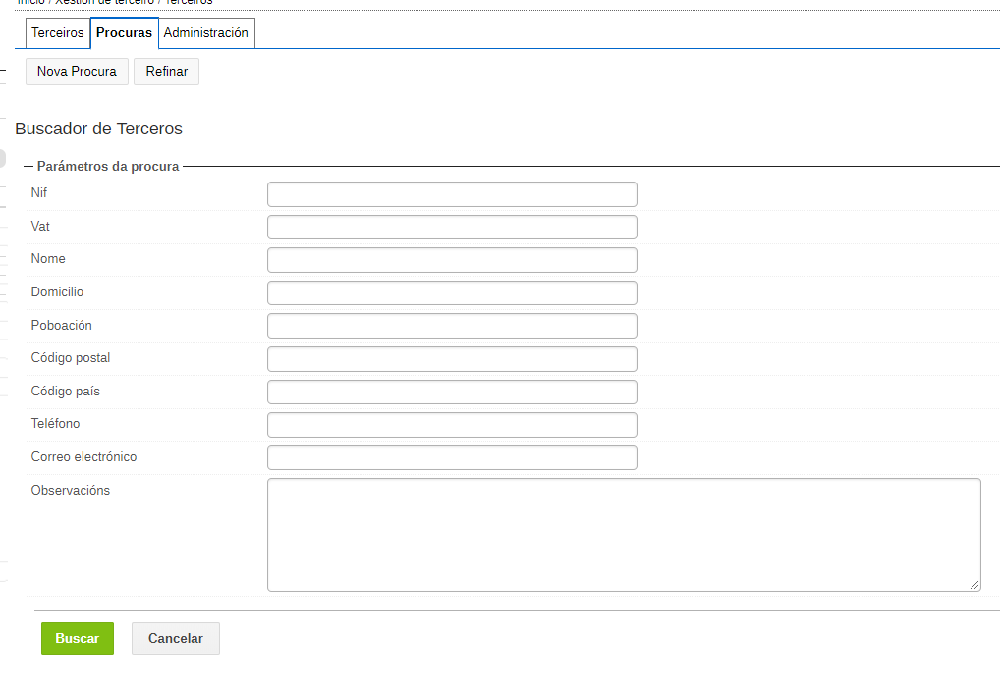 Inicio / Xestión de terceiro / Terceiros
Terceiros Procuras Administración
Nova Procura Refinar
Buscador de Terceros
Parámetros da procura
Nif
Vat
Nome
Domicilio
Poboación
Código postal
Código país
Teléfono
Correo electrónico
Observacións
Buscar Cancelar